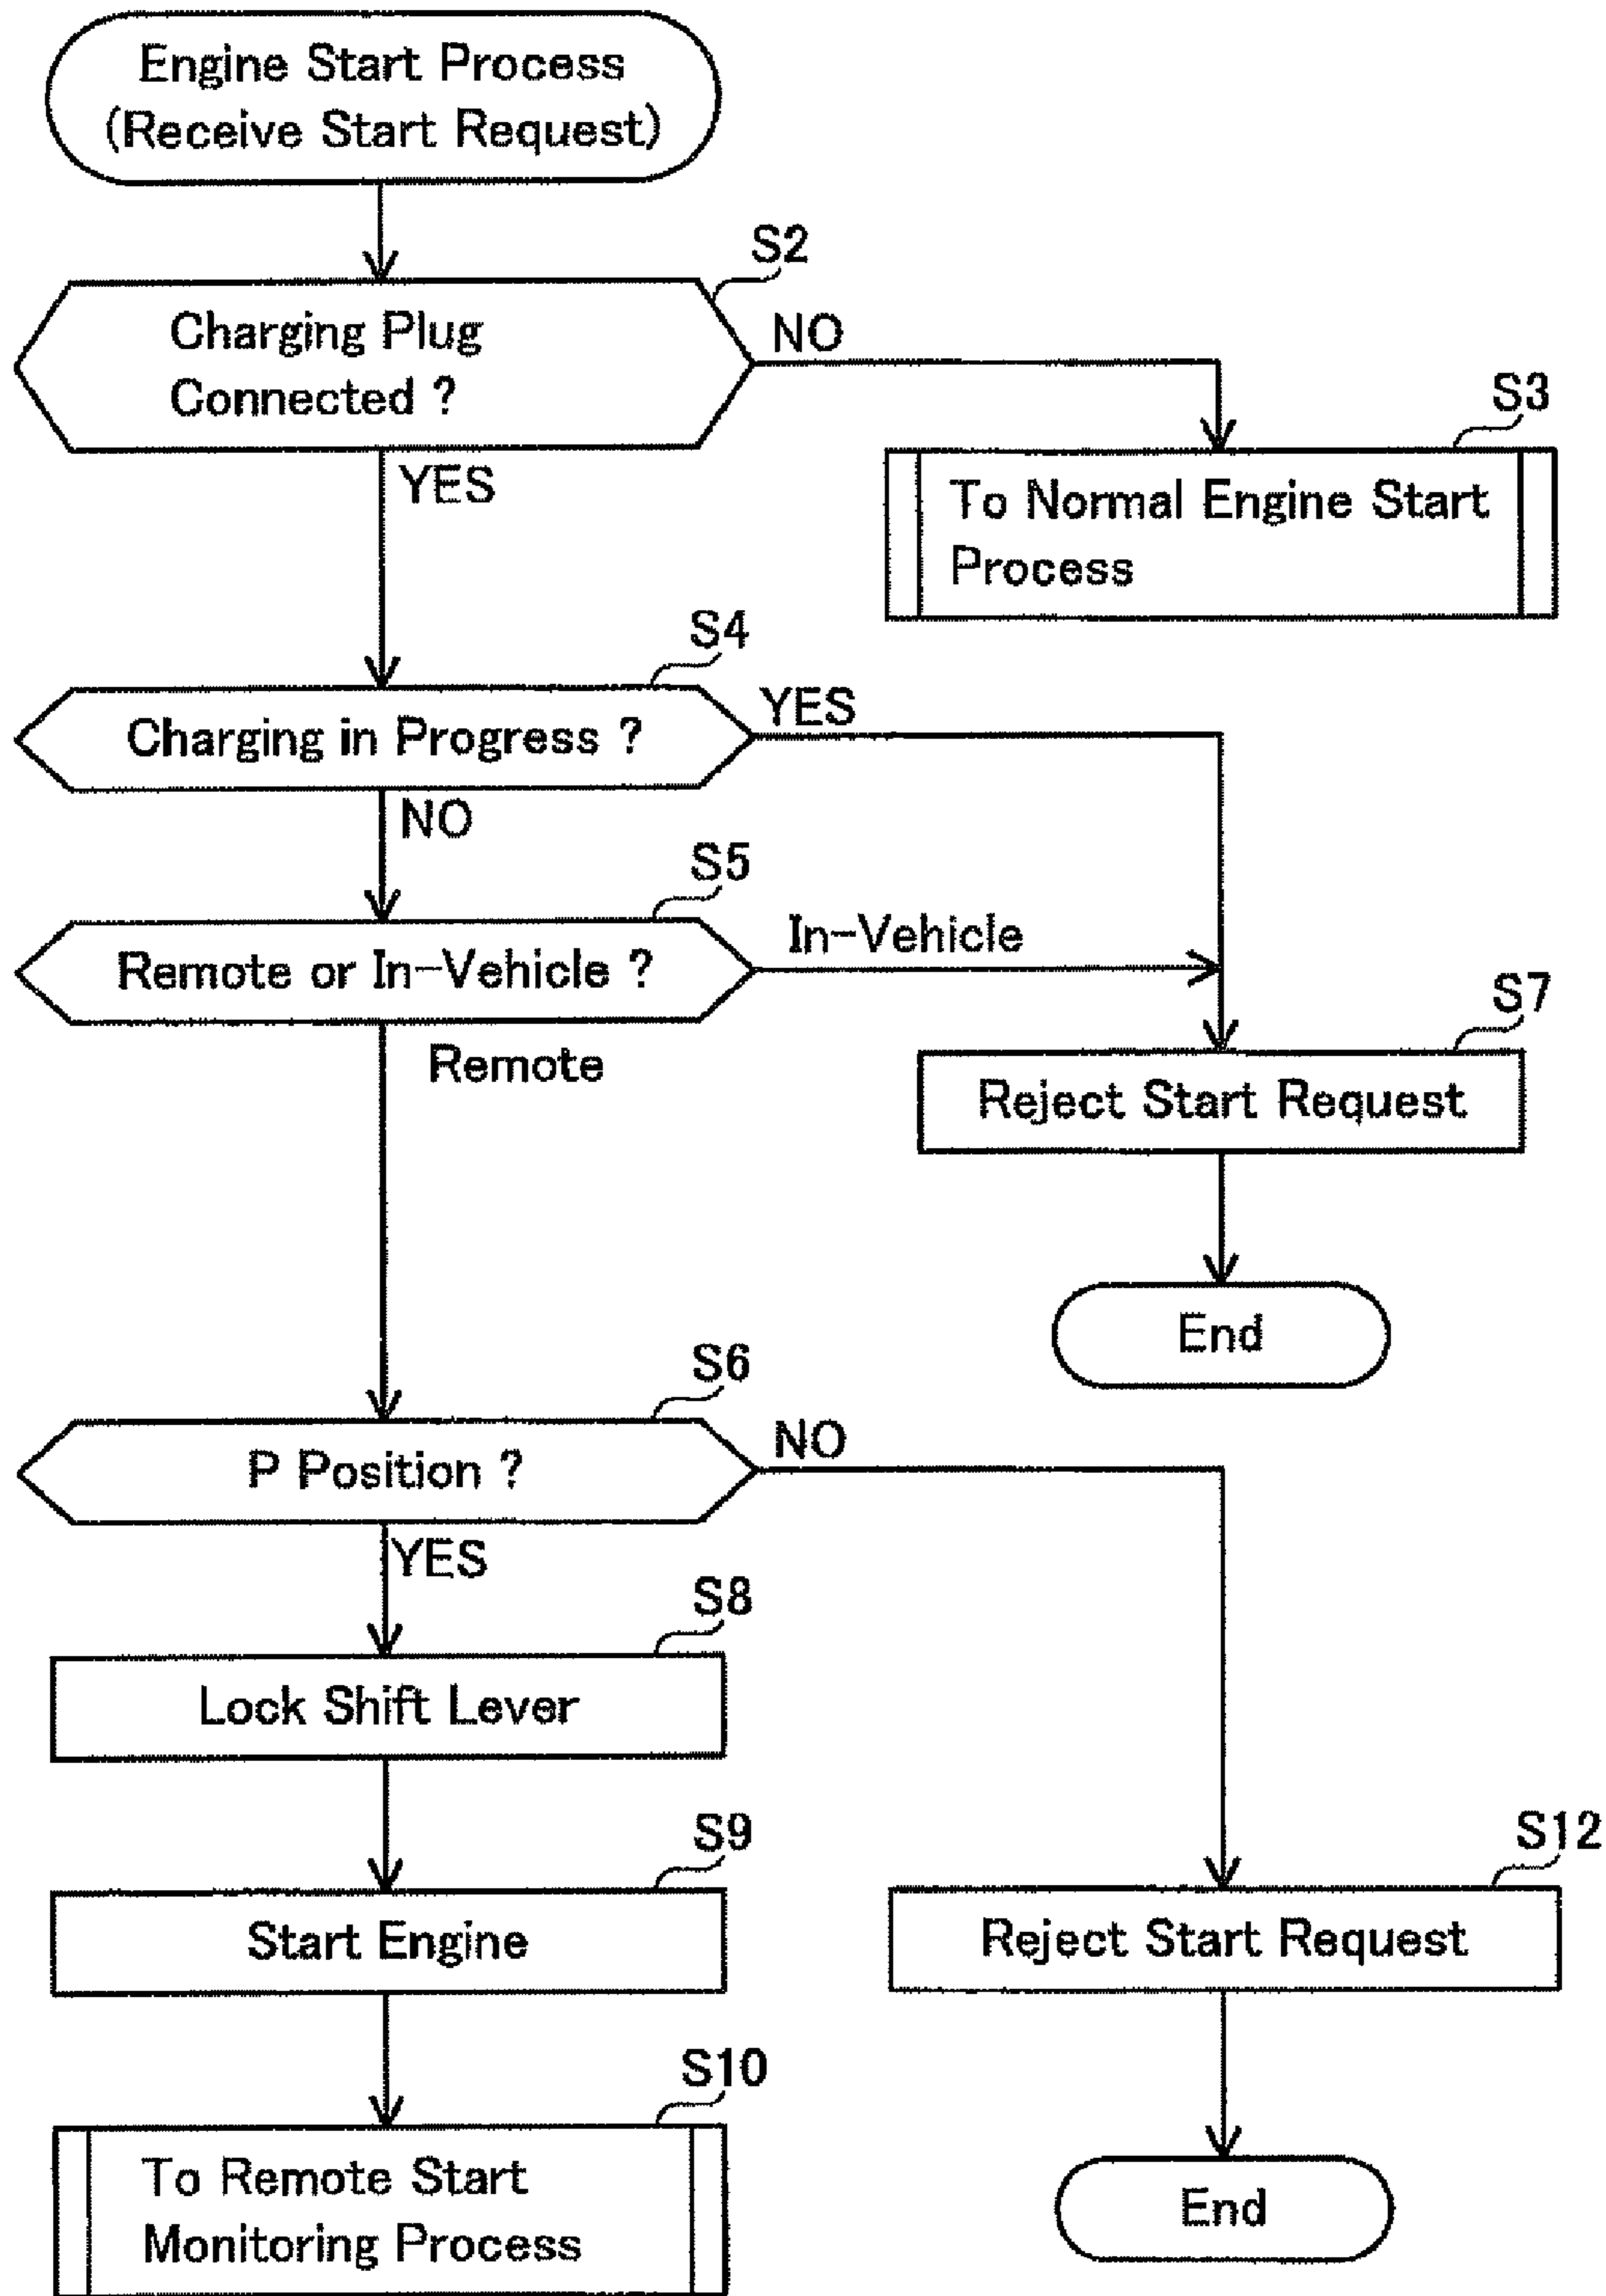 Engine Start Process
(Receive Start Request)
S2
Charging Plug
Connected ?
NO
YES
S3
To Normal Engine Start
Process
S4
Charging in Progress ?
YES
NO
S5
Remote or In-Vehicle ?
In-Vehicle
Remote
S7
Reject Start Request
End
S6
P Position ?
NO
YES
S8
Lock Shift Lever
S9
Start Engine
S12
Reject Start Request
S10
To Remote Start
Monitoring Process
End